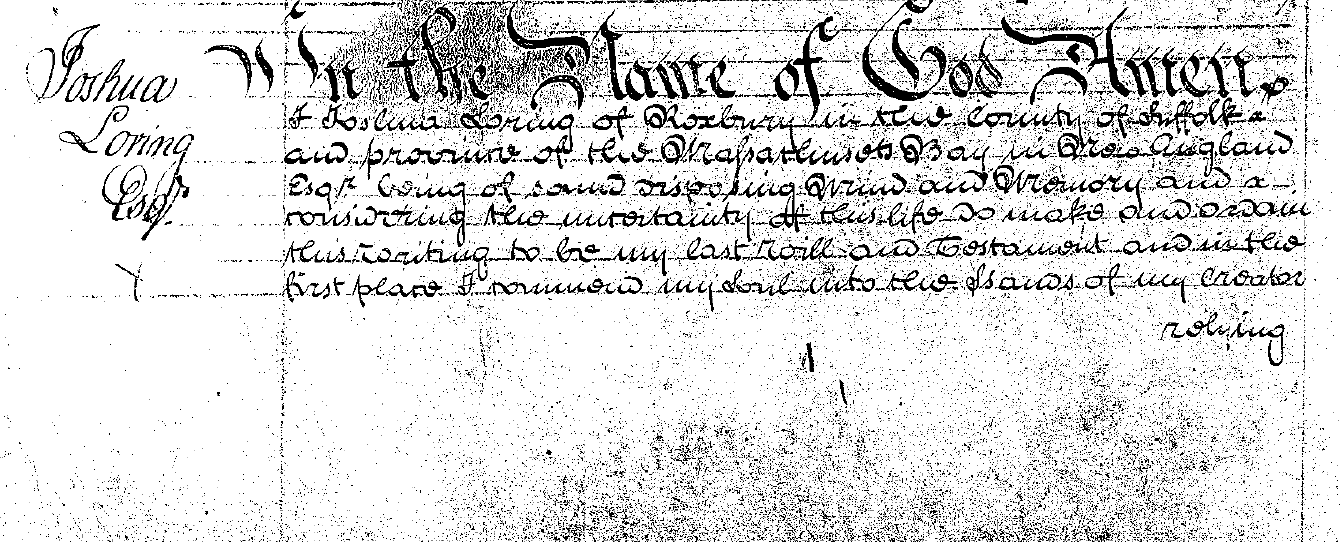 Joshua
Loring
Esqr.
In the Name of God Amen.
I Joshua Loring of Roxbury in the County of Suffolk
and province of the Massachusets Bay in New England
Esqr. being of sound disposing Mind and Memory and
considering the uncertainty of this life Do make and ordain
this writing to be my last Will and Testament and in the
first place I commend my Soul into the Hands of my Creator
relying